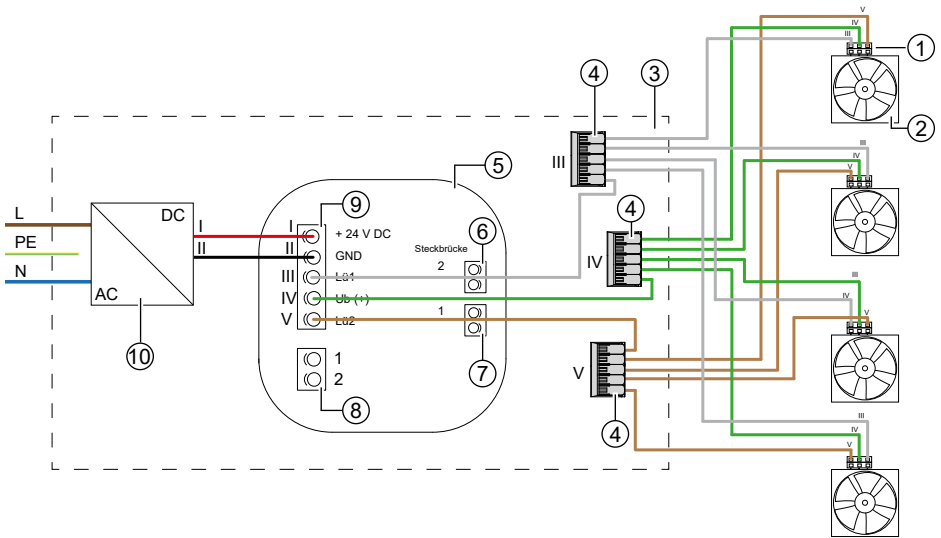 V
IV
III
1
2
4
3
III
III
IV
V
5
L
PE
N
DC
AC
I
II
10
9
I + 24 V DC
II GND
III Lü1
IV Ub (+)
V Lü2
Steckbrücke
2
6
1
7
1
2
8
4
IV
V
4
III
IV
V
III
IV
V